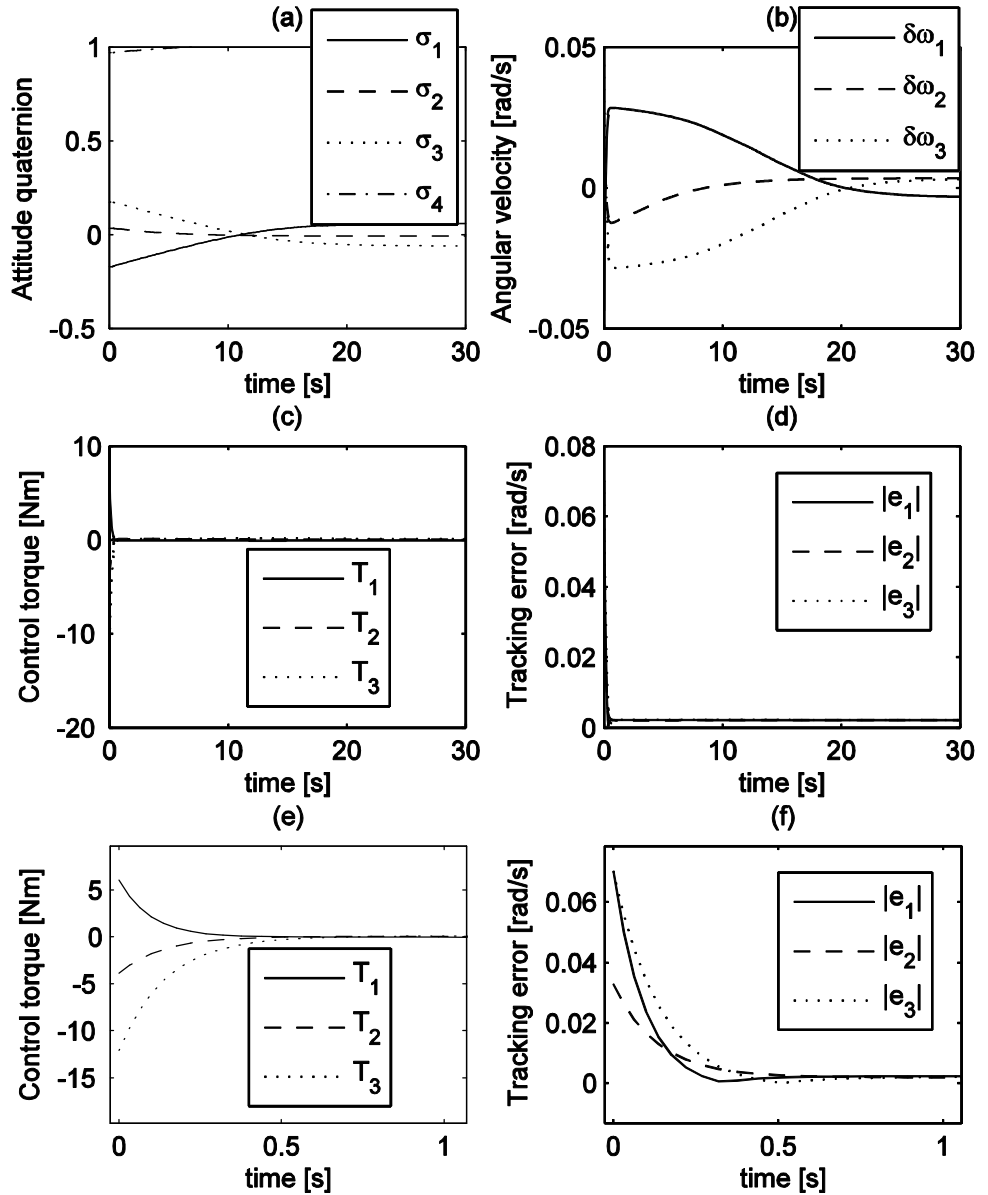 (a)
Attitude quaternion
1
0.5
0
-0.5
0
10
20
30
time [s]
σ1
σ2
σ3
σ4
(b)
Angular velocity [rad/s]
0.05
0
-0.05
0
10
20
30
time [s]
δω1
δω2
δω3
(c)
Control torque [Nm]
10
0
-10
-20
0
10
20
30
time [s]
T1
T2
T3
(d)
Tracking error [rad/s]
0.08
0.06
0.04
0.02
0
0
10
20
30
time [s]
|e1|
|e2|
|e3|
(e)
Control torque [Nm]
5
0
-5
-10
-15
0
0.5
1
time [s]
T1
T2
T3
(f)
Tracking error [rad/s]
0.06
0.04
0.02
0
0
0.5
1
time [s]
|e1|
|e2|
|e3|